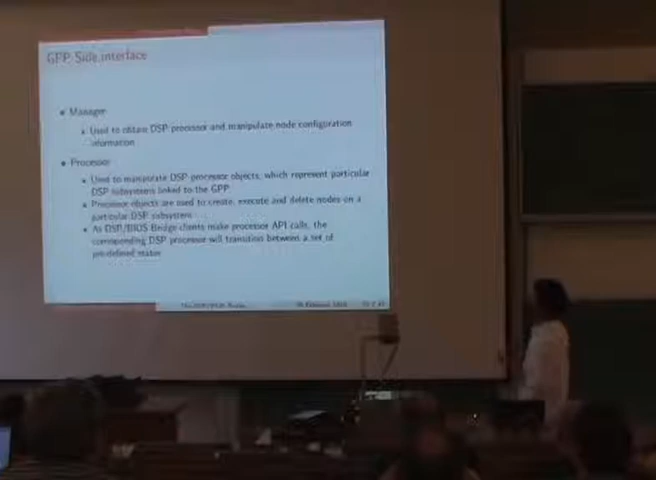 GPP Side interface
Manager
Used to obtain DSP processor and manipulate node configuration
information
Processor
Used to manipulate DSP processor objects, which represent particular
DSP subsystems linked to the GPP
Processor objects are used to create, execute and delete nodes on a
particular DSP subsystem
As DSP/BIOS Bridge clients make processor API calls, the
corresponding DSP processor will transition between a set of
pre-defined states